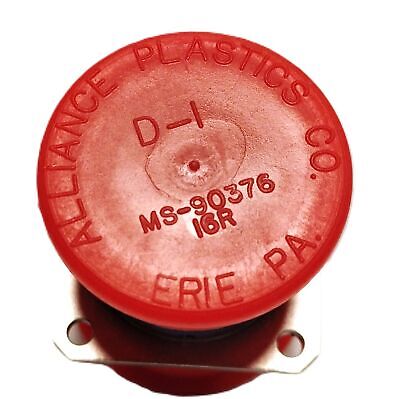 ALLIANCE PLASTICS CO.
D-1
MS-90376
16R
ERIE PA.